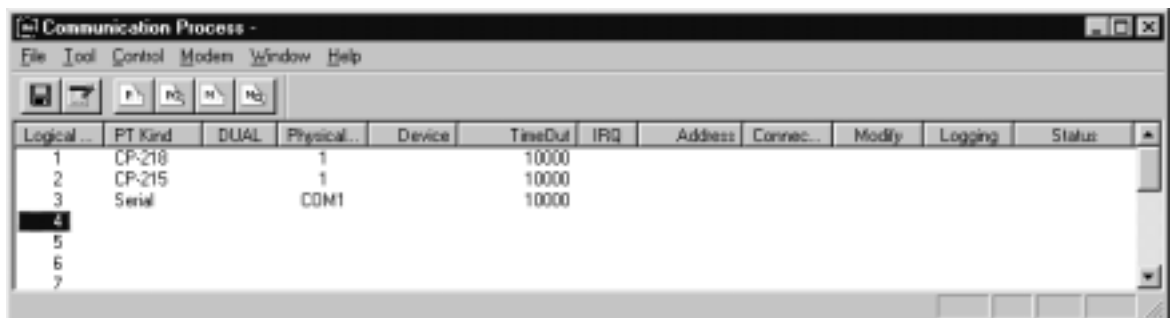 Communication Process -
File Tool Control Modem Window Help
Logical ... PT Kind DUAL Physical... Device TimeOut IRQ Address Connec... Modify Logging Status
1 CP-218 1 10000
2 CP-215 1 10000
3 Serial COM1 10000
4
5
6
7